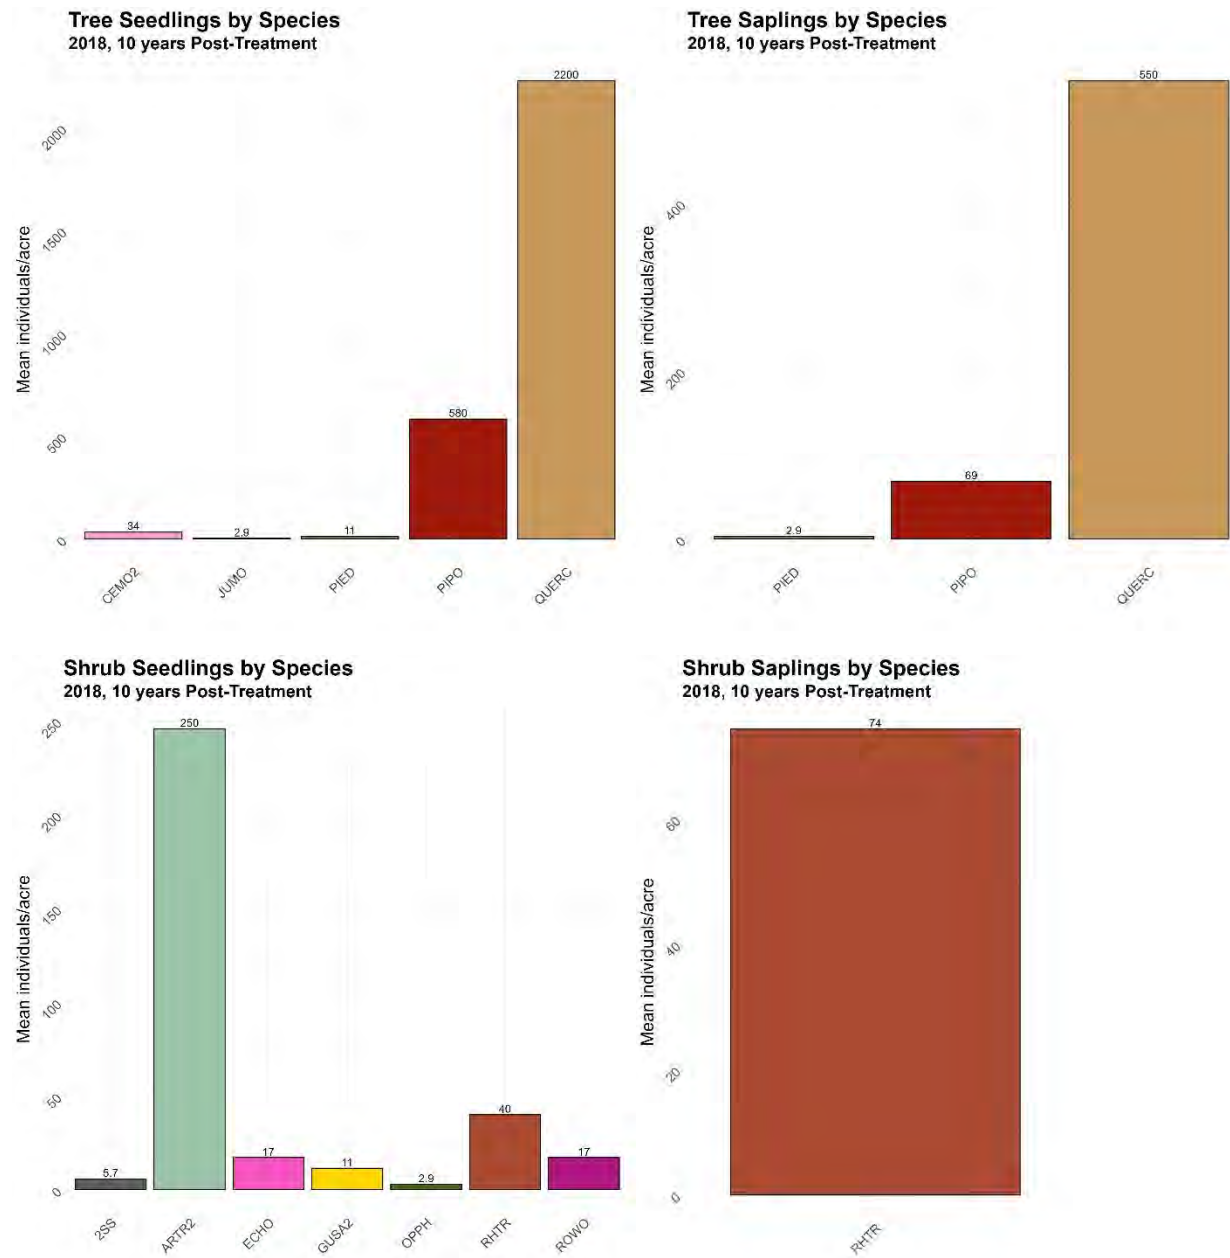 Tree Seedlings by Species
2018, 10 years Post-Treatment
Mean individuals/acre
2000
1500
1000
500
0
34
2.9
11
580
2200
CEMO2
JUMO
PIED
PIPO
QUERC
Tree Saplings by Species
2018, 10 years Post-Treatment
Mean individuals/acre
400
200
0
2.9
69
550
PIED
PIPO
QUERC
Shrub Seedlings by Species
2018, 10 years Post-Treatment
Mean individuals/acre
250
200
150
100
50
0
5.7
250
17
11
2.9
40
17
2SS
ARTR2
ECHO
GUSA2
OPPH
RHTR
ROWO
Shrub Saplings by Species
2018, 10 years Post-Treatment
Mean individuals/acre
60
40
20
0
74
RHTR